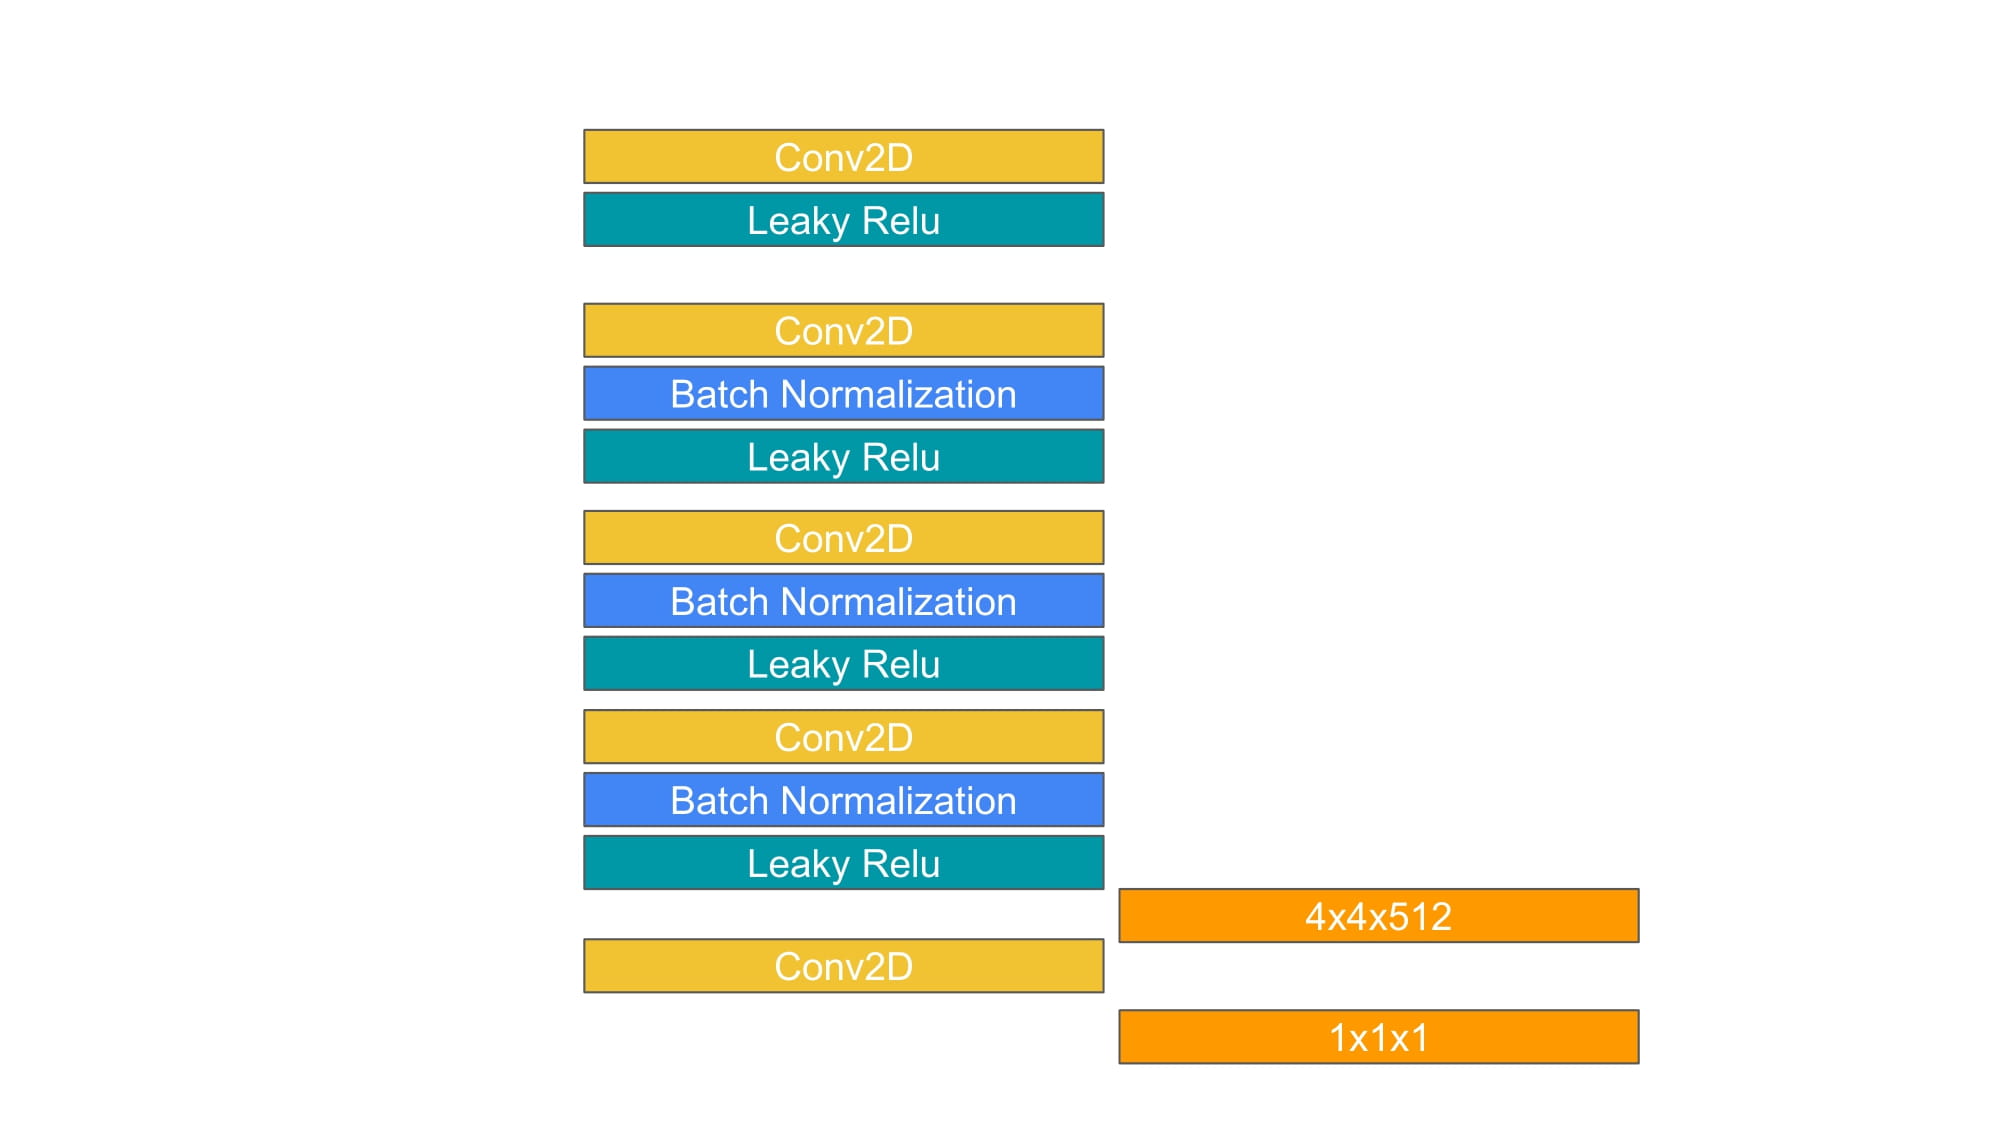 Conv2D
Leaky Relu
Conv2D
Batch Normalization
Leaky Relu
Conv2D
Batch Normalization
Leaky Relu
Conv2D
Batch Normalization
Leaky Relu
4x4x512
Conv2D
1x1x1